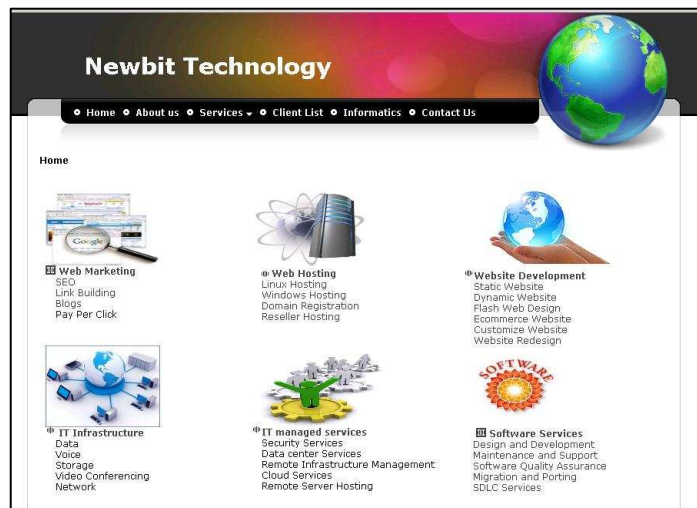 Newbit Technology
Home About us Services Client List Informatics Contact Us
Home
Google
Web Marketing
SEO
Link Building
Blogs
Pay Per Click
Web Hosting
Linux Hosting
Windows Hosting
Domain Registration
Reseller Hosting
Website Development
Static Website
Dynamic Website
Flash Web Design
Ecommerce Website
Customize Website
Website Redesign
IT Infrastructure
Data
Voice
Storage
Video Conferencing
Network
IT managed services
Security Services
Data center Services
Remote Infrastructure Management
Cloud Services
Remote Server Hosting
SOFTWARE
Software Services
Design and Development
Maintenance and Support
Software Quality Assurance
Migration and Porting
SDLC Services